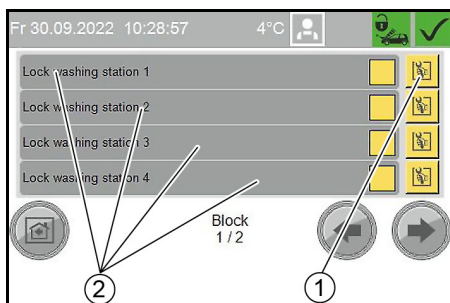 Fr 30.09.2022 10:28:57 4°C
Lock washing station 1
Lock washing station 2
Lock washing station 3
Lock washing station 4
Block
1 / 2
2
1